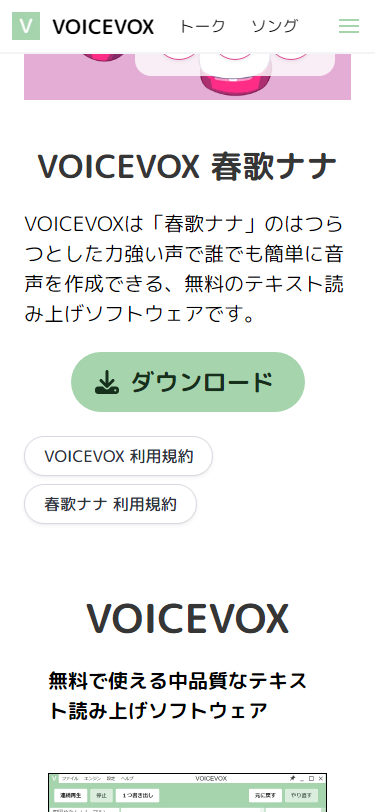 V VOICEVOX トーク ソング
VOICEVOX 春歌ナナ
VOICEVOXは「春歌ナナ」のはつら
つとした力強い声で誰でも簡単に音
声を作成できる、無料のテキスト読
み上げソフトウェアです。
ダウンロード
VOICEVOX 利用規約
春歌ナナ 利用規約
VOICEVOX
無料で使える中品質なテキス
ト読み上げソフトウェア
V ファイル エンジン 設定 ヘルプ VOICEVOX
連続再生 停止 1つ書き出し 元に戻す やり直す